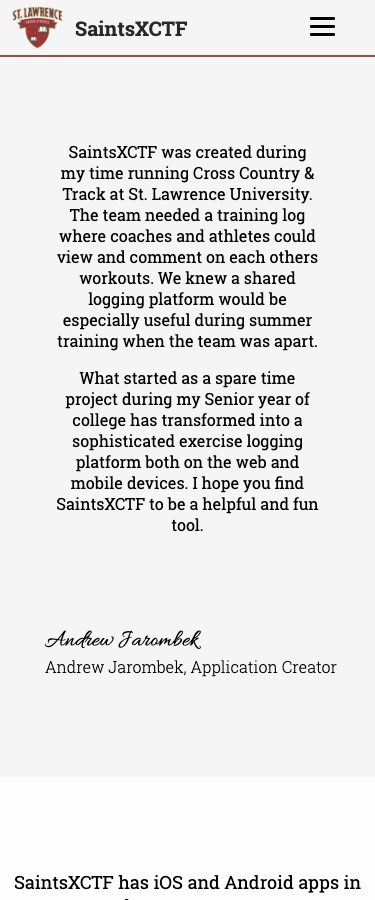 ST. LAWRENCE
SaintsXCTF
SaintsXCTF was created during
my time running Cross Country &
Track at St. Lawrence University.
The team needed a training log
where coaches and athletes could
view and comment on each others
workouts. We knew a shared
logging platform would be
especially useful during summer
training when the team was apart.
What started as a spare time
project during my Senior year of
college has transformed into a
sophisticated exercise logging
platform both on the web and
mobile devices. I hope you find
SaintsXCTF to be a helpful and fun
tool.
Andrew Jarombek
Andrew Jarombek, Application Creator
SaintsXCTF has iOS and Android apps in